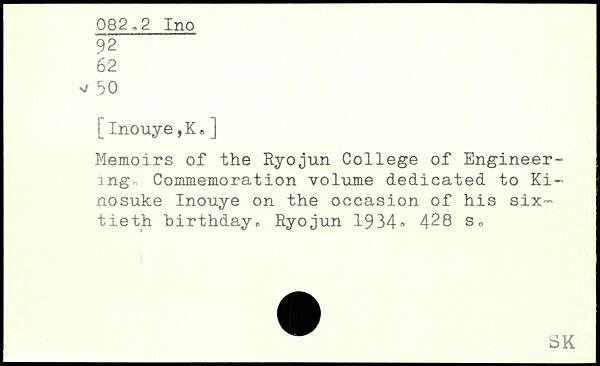 082.2 Ino
92
62
✓ 50
[Inouye,K.]
Memoirs of the Ryojun College of Engineer-
ing. Commemoration volume dedicated to Ki-
nosuke Inouye on the occasion of his six-
tieth birthday. Ryojun 1934. 428 s.
SK